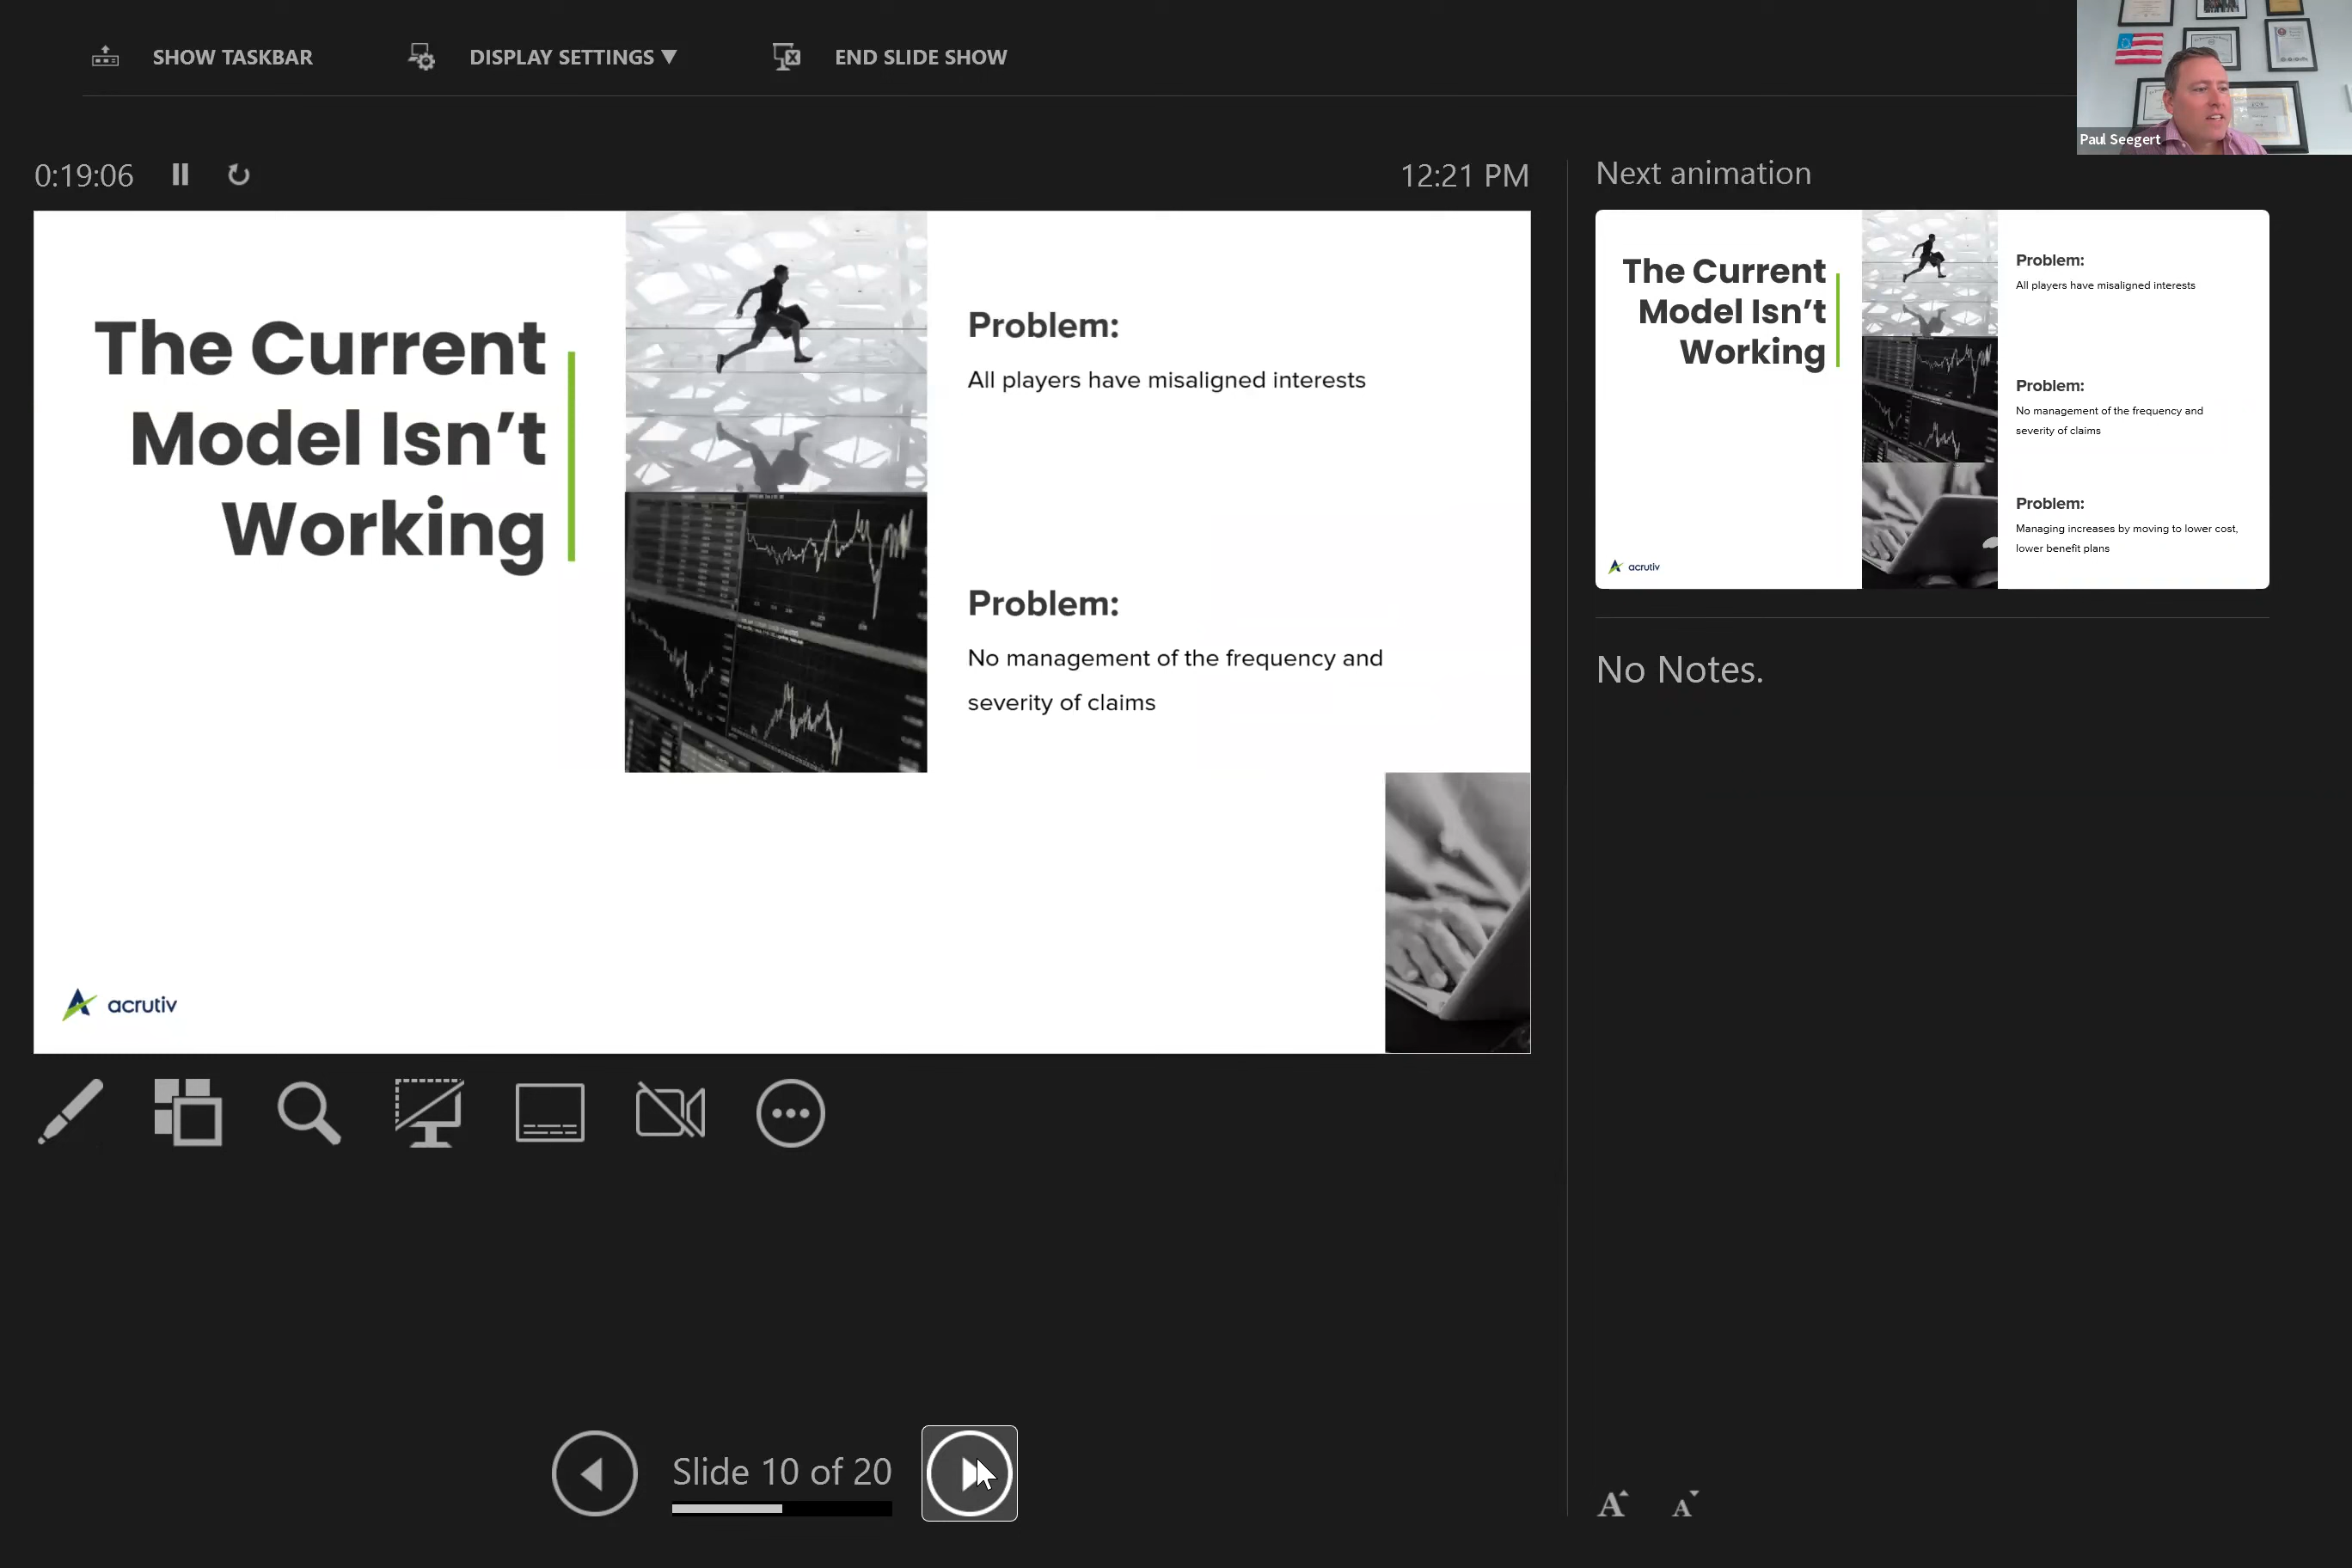 SHOW TASKBAR
DISPLAY SETTINGS ▼
END SLIDE SHOW
Paul Seegert
0:19:06
12:21 PM
Next animation
The Current
Model Isn’t
Working
Problem:
All players have misaligned interests
Problem:
No management of the frequency and
severity of claims
acrutiv
The Current
Model Isn’t
Working
Problem:
All players have misaligned interests
Problem:
No management of the frequency and
severity of claims
Problem:
Managing increases by moving to lower cost,
lower benefit plans
acrutiv
No Notes.
Slide 10 of 20
A A